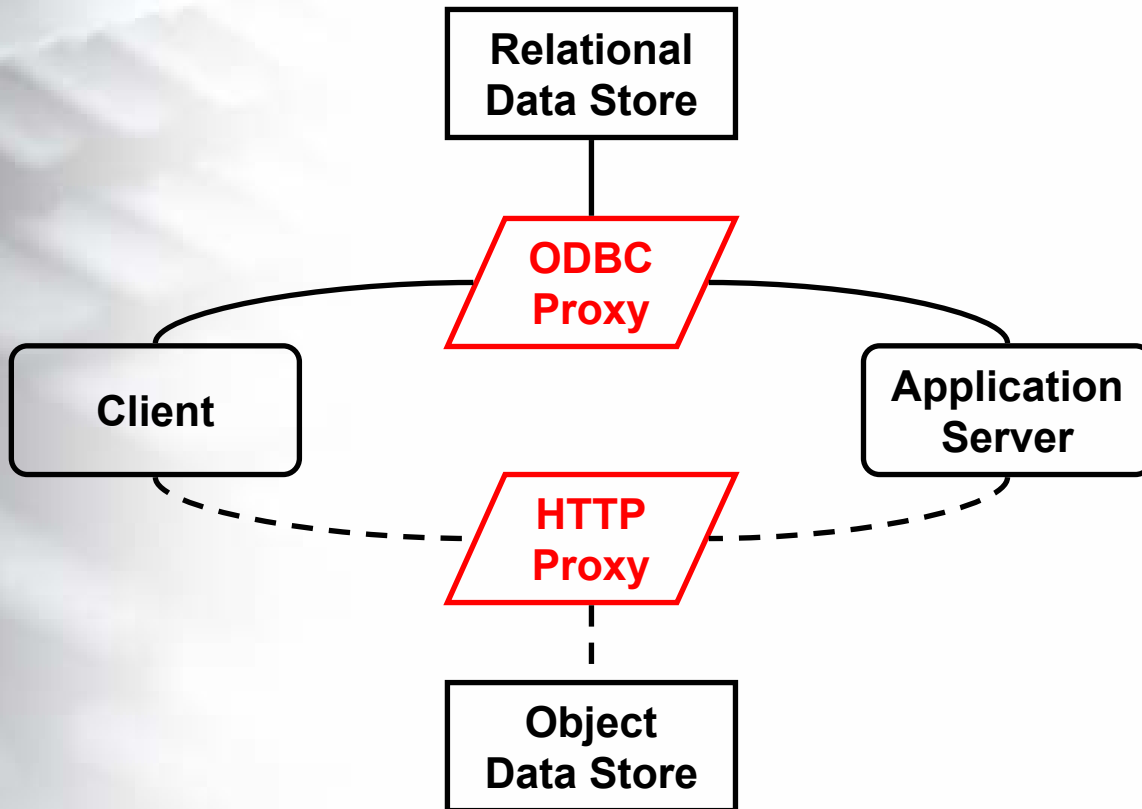 Relational
Data Store
ODBC
Proxy
Client
Application
Server
HTTP
Proxy
Object
Data Store